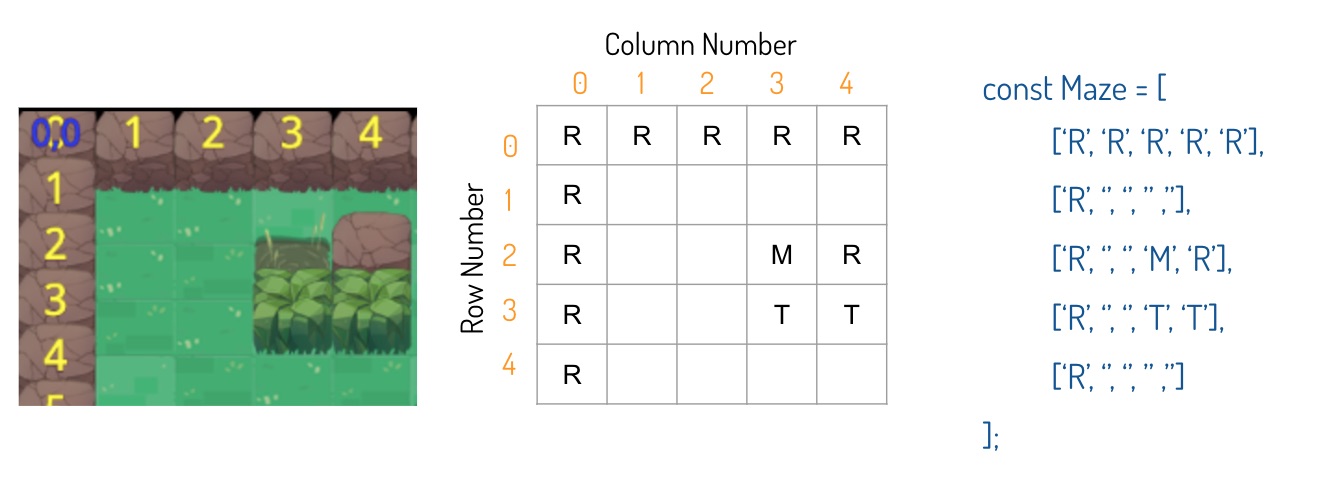 0,0 1 2 3 4
1
2
3
4
5
Column Number
0 1 2 3 4
Row Number
0 R R R R R
1 R
2 R M R
3 R T T
4 R
const Maze = [
[‘R’, ‘R’, ‘R’, ‘R’, ‘R’],
[‘R’, ‘’, ‘’, ’’ ,’’],
[‘R’, ‘’, ‘’, ‘M’, ‘R’],
[‘R’, ‘’, ‘’, ‘T’, ‘T’],
[‘R’, ‘’, ‘’, ’’ ,’’]
];